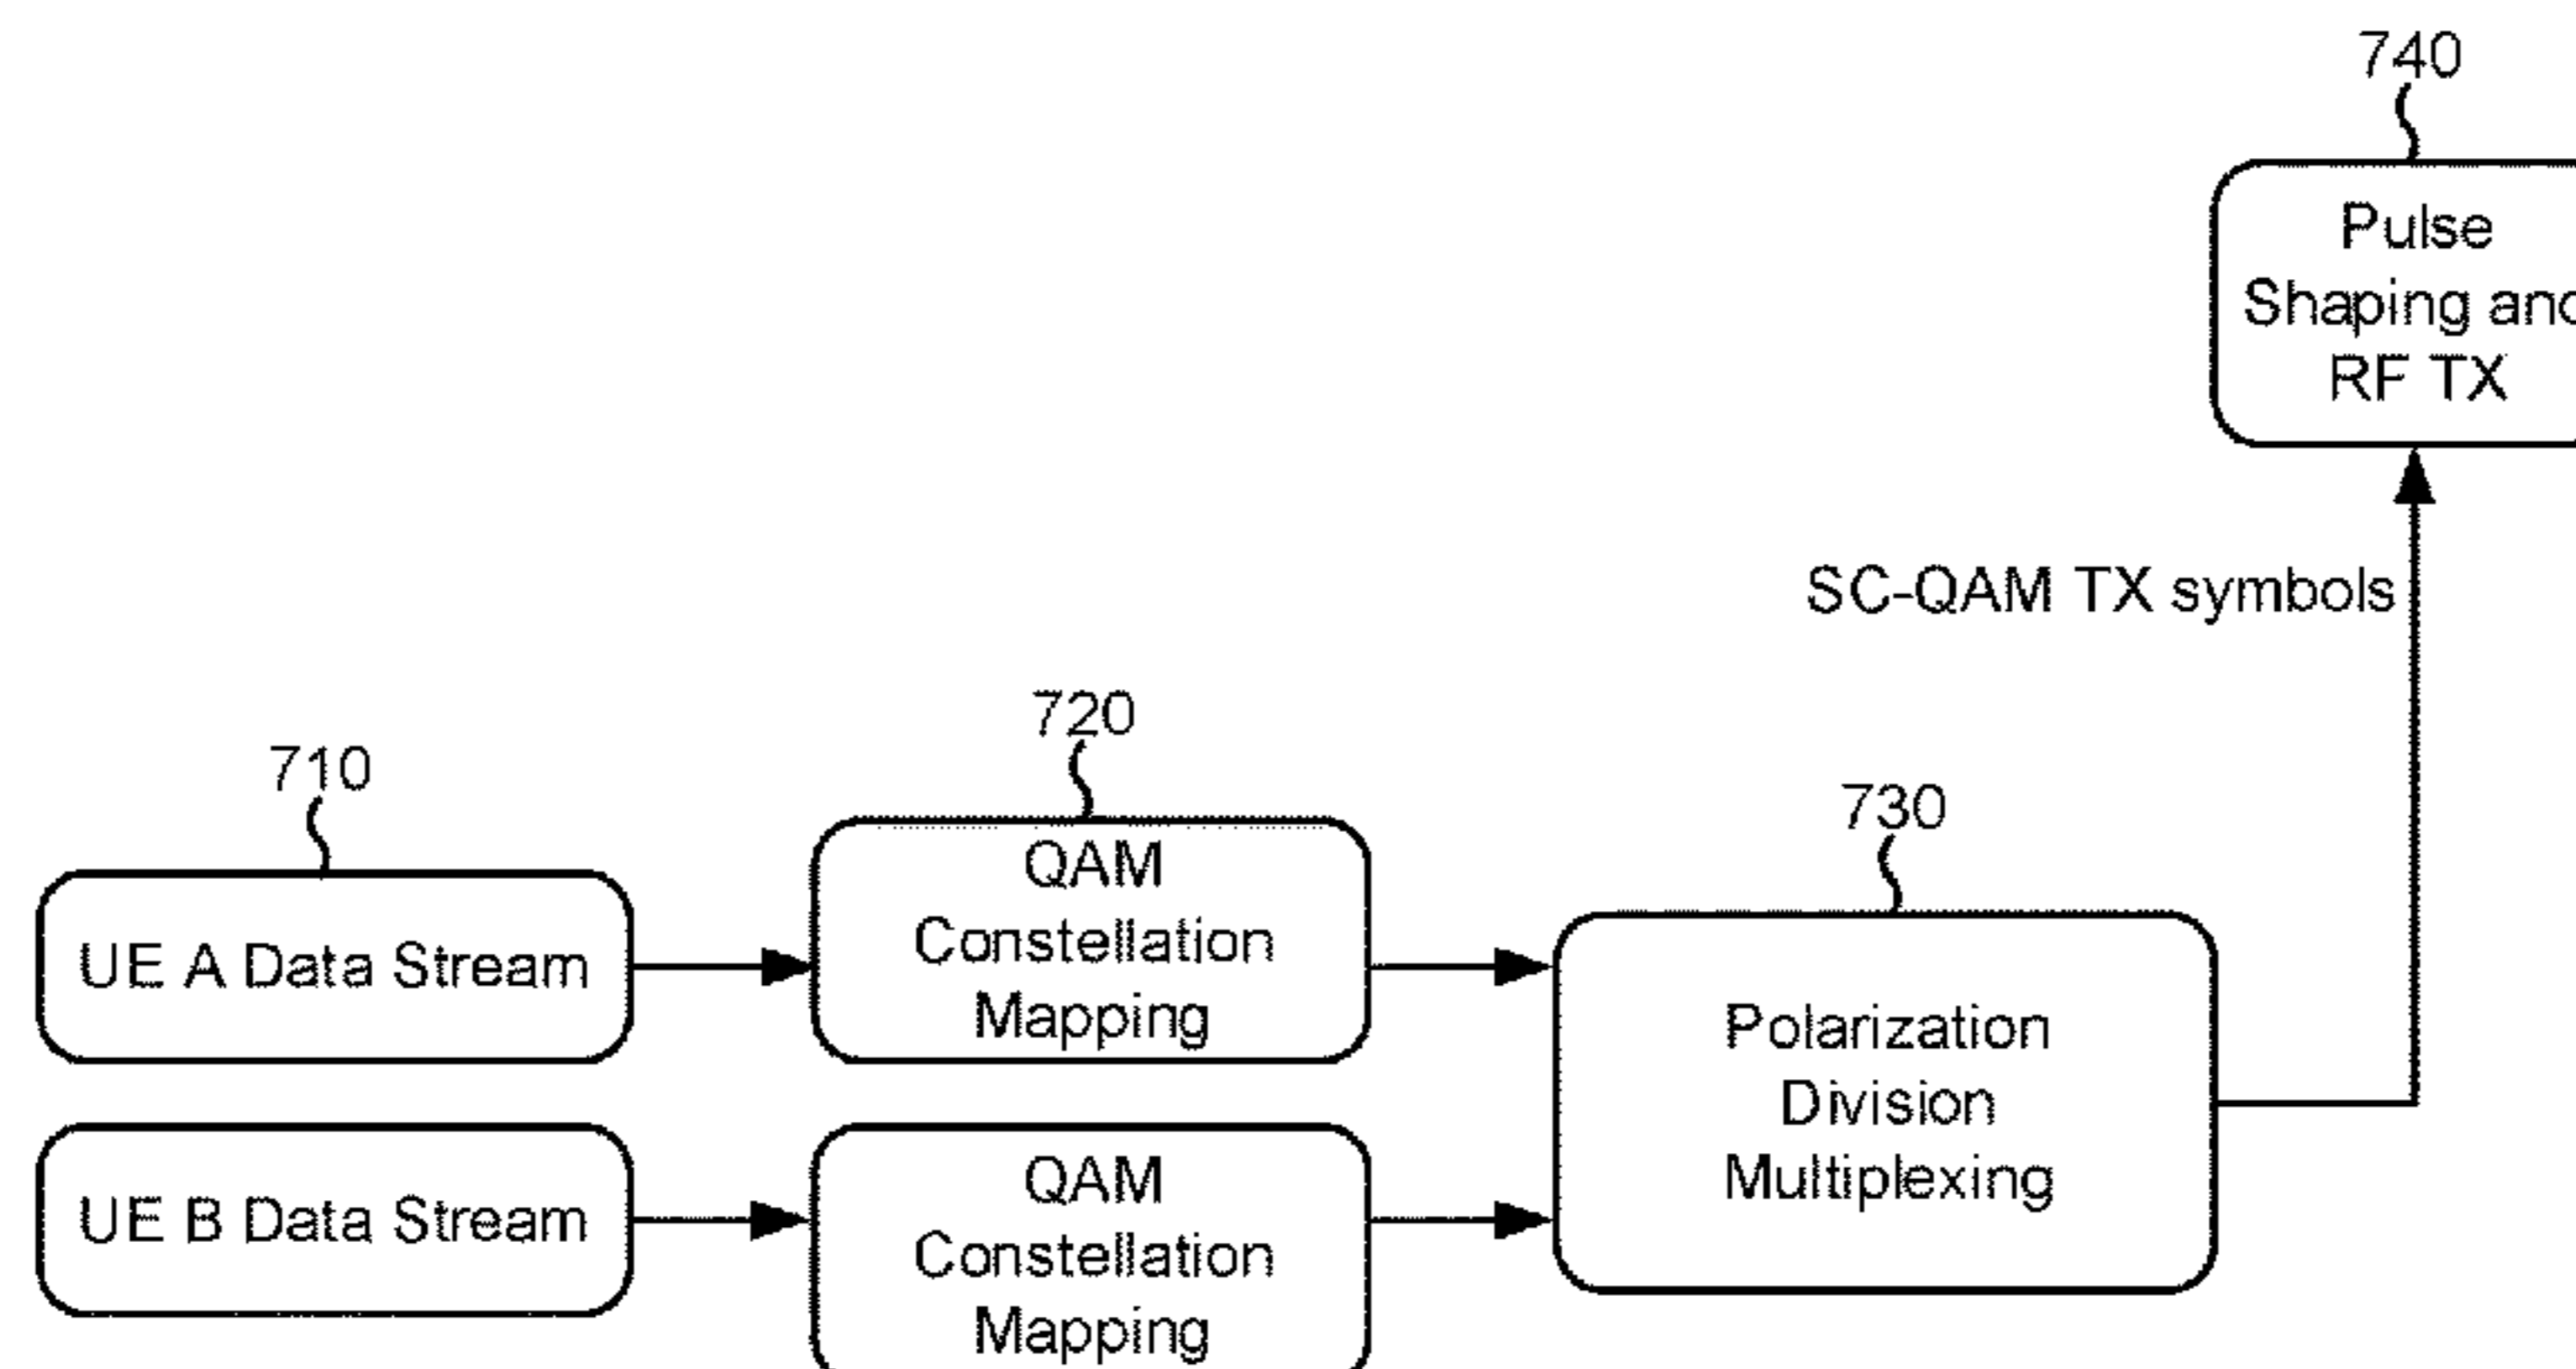 740
Pulse
Shaping and
RF TX
SC-QAM TX symbols
720
710
730
QAM
Constellation
Mapping
UE A Data Stream
Polarization
Division
Multiplexing
UE B Data Stream
QAM
Constellation
Mapping